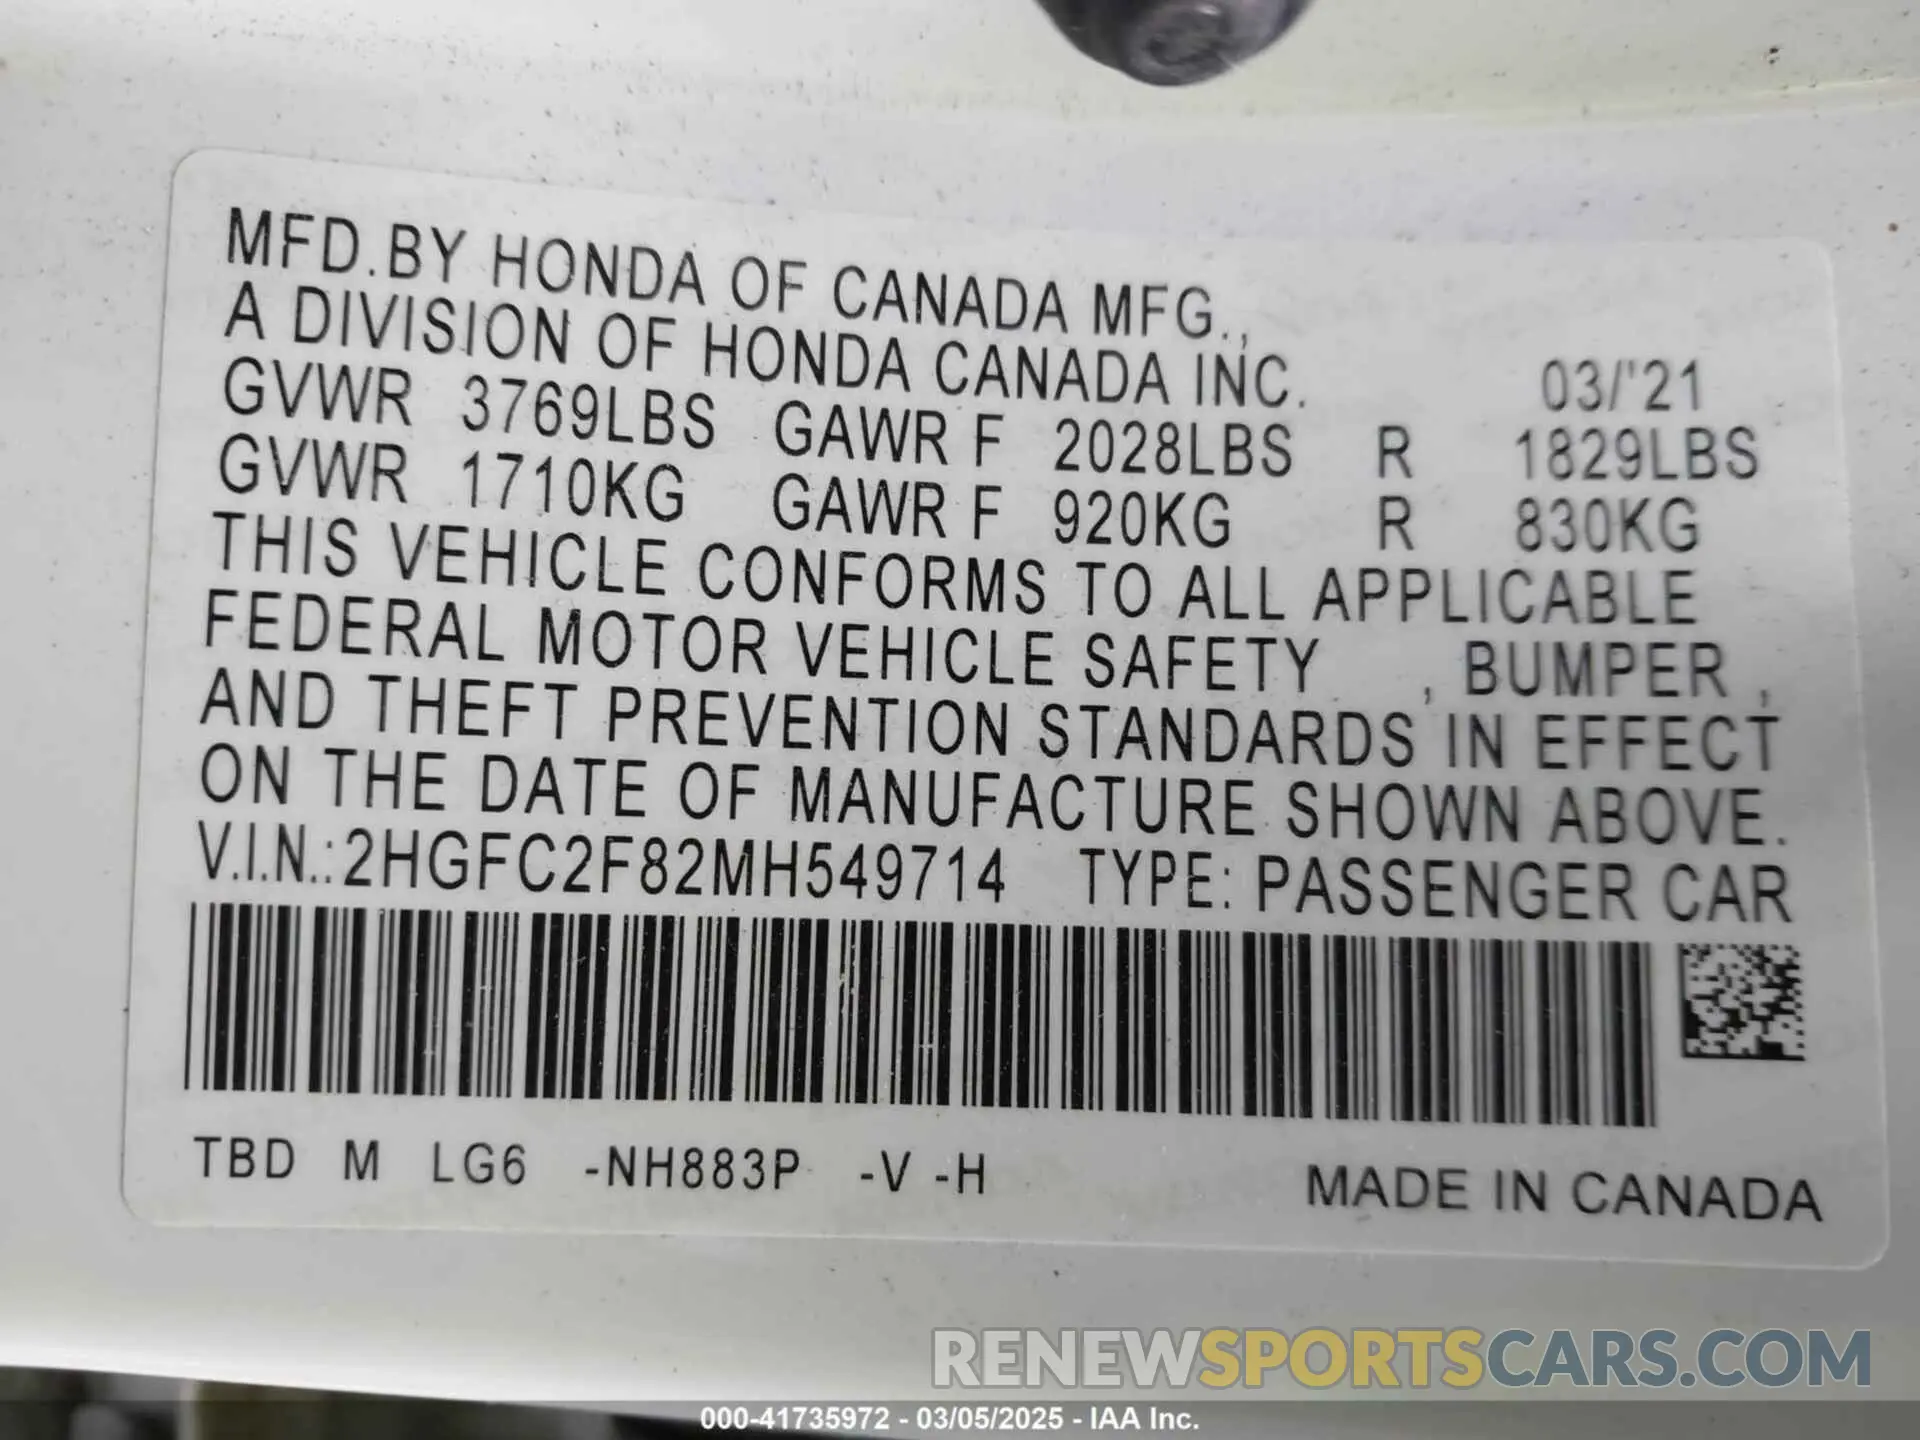 MFD.BY HONDA OF CANADA MFG.,
A DIVISION OF HONDA CANADA INC. 03/'21
GVWR 3769LBS GAWR F 2028LBS R 1829LBS
GVWR 1710KG GAWR F 920KG R 830KG
THIS VEHICLE CONFORMS TO ALL APPLICABLE
FEDERAL MOTOR VEHICLE SAFETY , BUMPER ,
AND THEFT PREVENTION STANDARDS IN EFFECT
ON THE DATE OF MANUFACTURE SHOWN ABOVE.
V.I.N.:2HGFC2F82MH549714 TYPE: PASSENGER CAR
TBD M LG6 -NH883P -V -H MADE IN CANADA
RENEWSPORTSCARS.COM
000-41735972 - 03/05/2025 - IAA Inc.